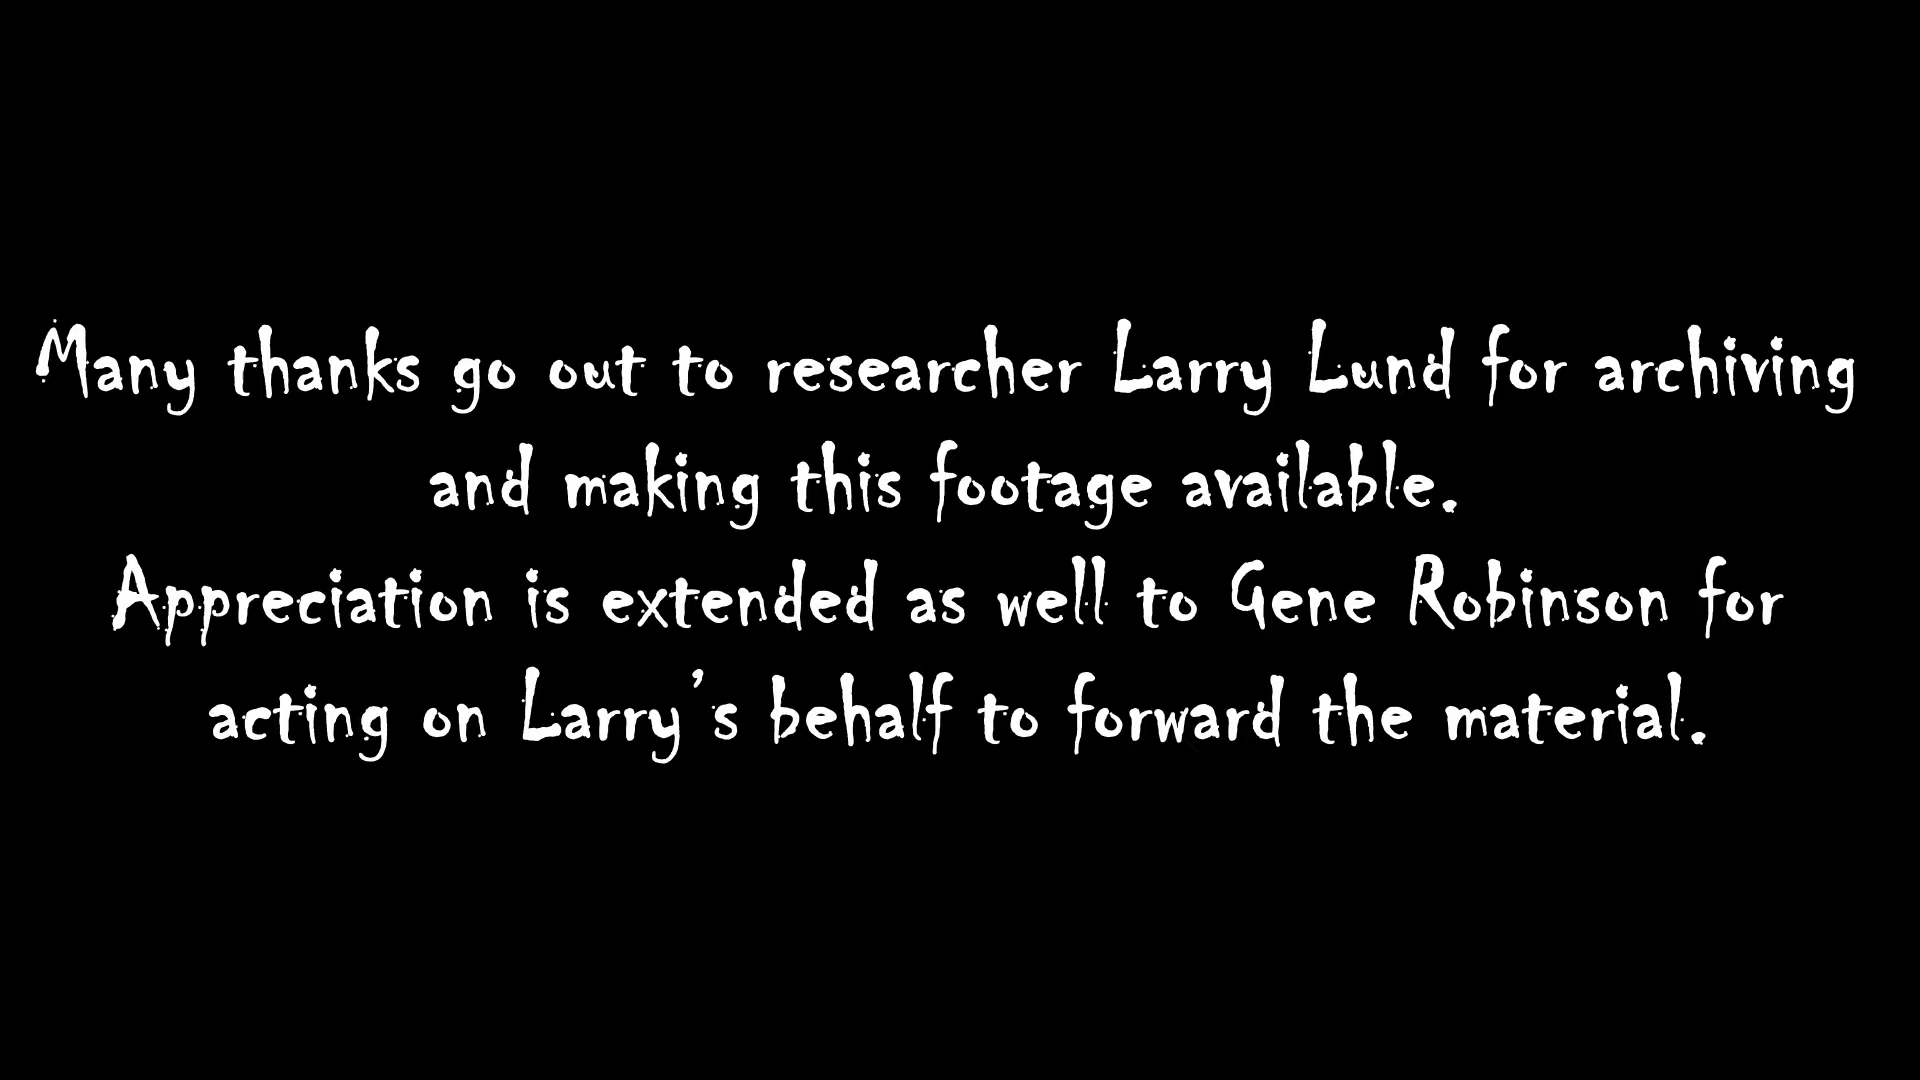 Many thanks go out to researcher Larry Lund for archiving
and making this footage available.
Appreciation is extended as well to Gene Robinson for
acting on Larry's behalf to forward the material.